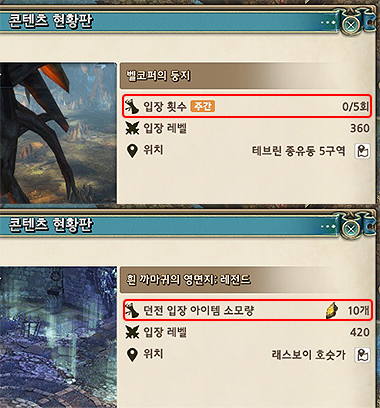 콘텐츠 현황판
벨코퍼의 둥지
입장 횟수 주간 0/5회
입장 레벨 360
위치 테브린 종유동 5구역
콘텐츠 현황판
흰 까마귀의 영면지: 레전드
던전 입장 아이템 소모량 10개
입장 레벨 420
위치 래스보이 호숫가